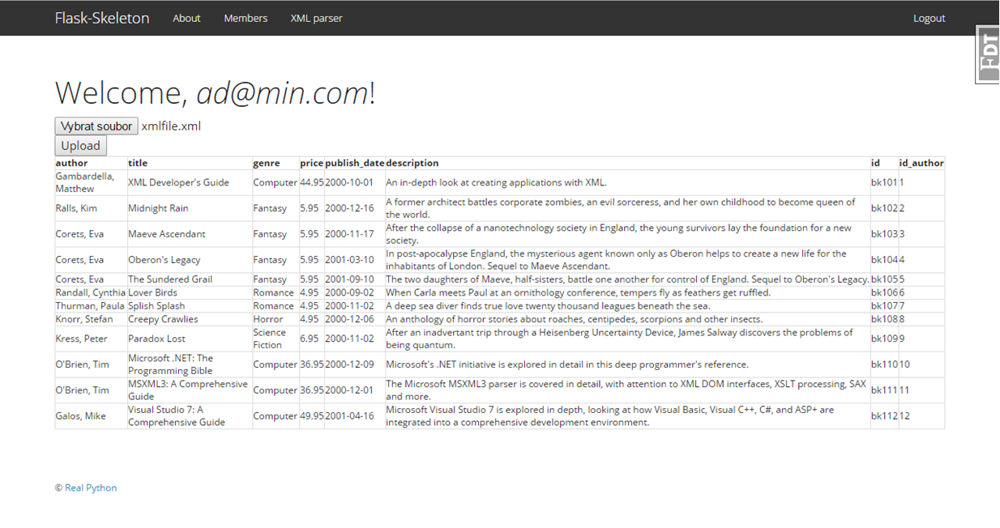 Flask-Skeleton About Members XML parser Logout
FDT
Welcome, ad@min.com!
Vybrat soubor xmlfile.xml
Upload
author title genre price publish_date description id id_author
Gambardella,
Matthew XML Developer's Guide Computer 44.95 2000-10-01 An in-depth look at creating applications with XML. bk101 1
Ralls, Kim Midnight Rain Fantasy 5.95 2000-12-16 A former architect battles corporate zombies, an evil sorceress, and her own childhood to become queen of
the world. bk102 2
Corets, Eva Maeve Ascendant Fantasy 5.95 2000-11-17 After the collapse of a nanotechnology society in England, the young survivors lay the foundation for a new
society. bk103 3
Corets, Eva Oberon's Legacy Fantasy 5.95 2001-03-10 In post-apocalypse England, the mysterious agent known only as Oberon helps to create a new life for the
inhabitants of London. Sequel to Maeve Ascendant. bk104 4
Corets, Eva The Sundered Grail Fantasy 5.95 2001-09-10 The two daughters of Maeve, half-sisters, battle one another for control of England. Sequel to Oberon's Legacy. bk105 5
Randall, Cynthia Lover Birds Romance 4.95 2000-09-02 When Carla meets Paul at an ornithology conference, tempers fly as feathers get ruffled. bk106 6
Thurman, Paula Splish Splash Romance 4.95 2000-11-02 A deep sea diver finds true love twenty thousand leagues beneath the sea. bk107 7
Knorr, Stefan Creepy Crawlies Horror 4.95 2000-12-06 An anthology of horror stories about roaches, centipedes, scorpions and other insects. bk108 8
Kress, Peter Paradox Lost Science
Fiction 6.95 2000-11-02 After an inadvertant trip through a Heisenberg Uncertainty Device, James Salway discovers the problems of
being quantum. bk109 9
O'Brien, Tim Microsoft .NET: The
Programming Bible Computer 36.95 2000-12-09 Microsoft's .NET initiative is explored in detail in this deep programmer's reference. bk110 10
O'Brien, Tim MSXML3: A Comprehensive
Guide Computer 36.95 2000-12-01 The Microsoft MSXML3 parser is covered in detail, with attention to XML DOM interfaces, XSLT processing, SAX
and more. bk111 11
Galos, Mike Visual Studio 7: A
Comprehensive Guide Computer 49.95 2001-04-16 Microsoft Visual Studio 7 is explored in depth, looking at how Visual Basic, Visual C++, C#, and ASP+ are
integrated into a comprehensive development environment. bk112 12
© Real Python